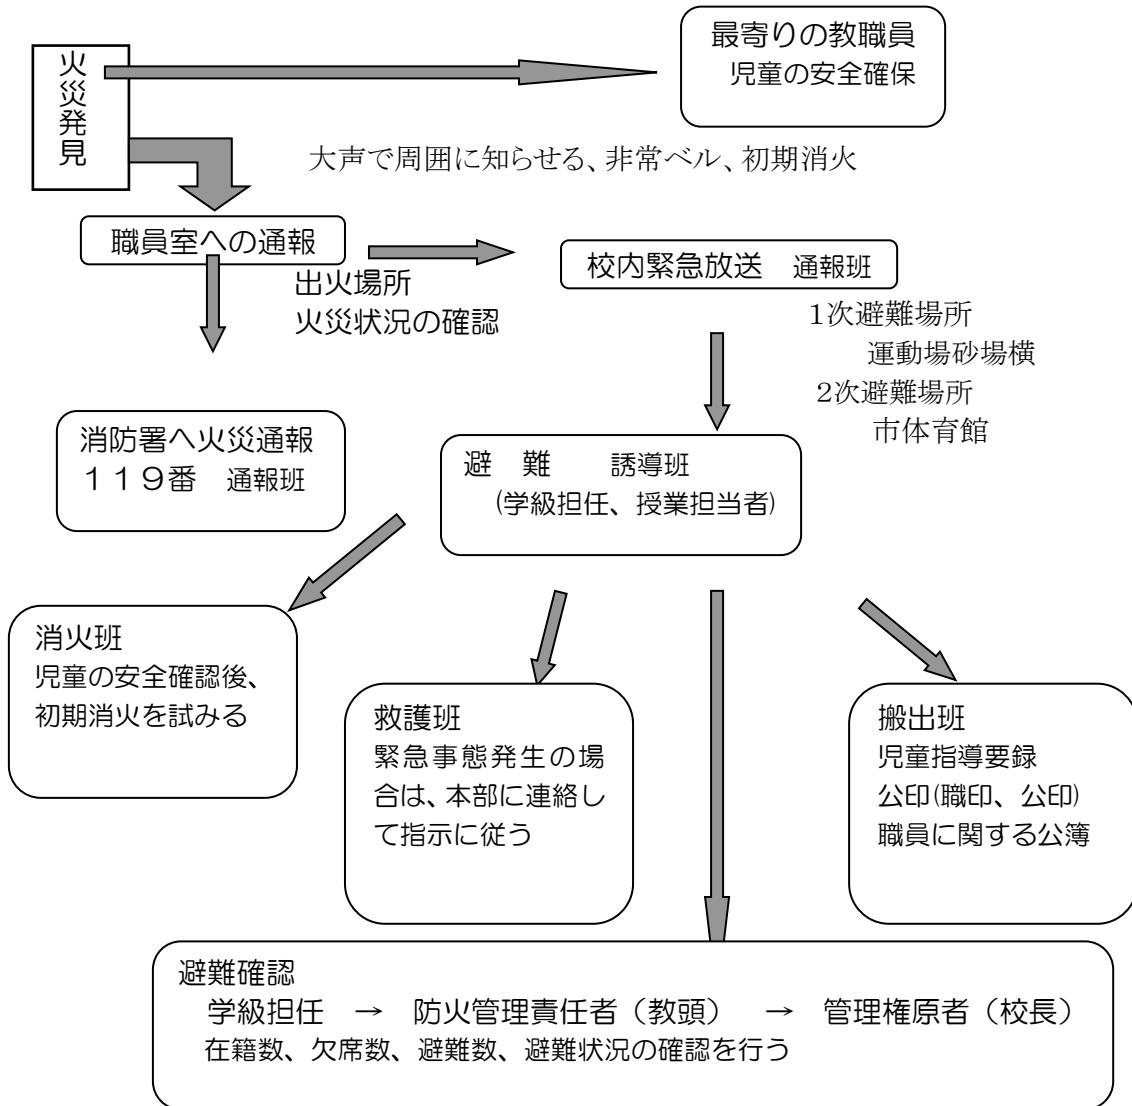 最寄りの教職員
児童の安全確保
火災発見
大声で周囲に知らせる、非常ベル、初期消火
職員室への通報
出火場所
火災状況の確認
校内緊急放送　通報班
1次避難場所
運動場砂場横
2次避難場所
市体育館
消防署へ火災通報
１１９番　通報班
避　難　　誘導班
(学級担任、授業担当者)
消火班
児童の安全確認後、
初期消火を試みる
救護班
緊急事態発生の場
合は、本部に連絡し
て指示に従う
搬出班
児童指導要録
公印(職印、公印)
職員に関する公簿
避難確認
学級担任　→　防火管理責任者（教頭）　→　管理権原者（校長）
在籍数、欠席数、避難数、避難状況の確認を行う